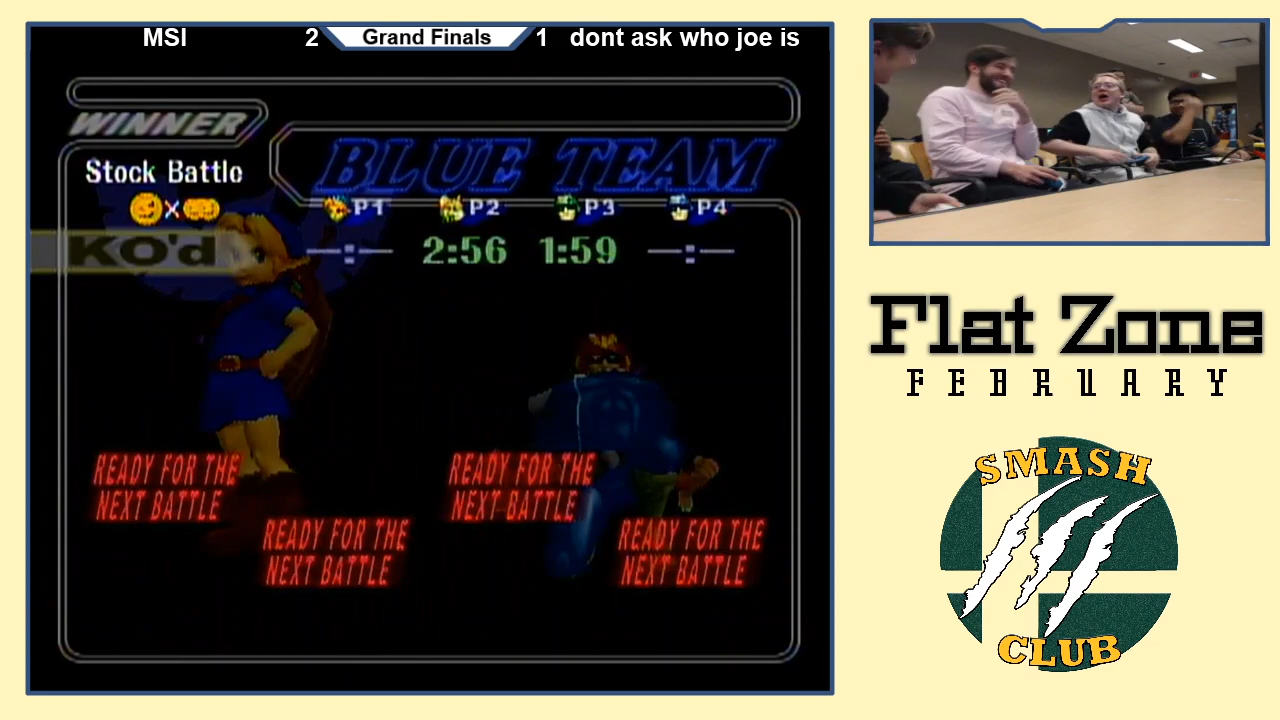 MSI 2 Grand Finals 1 dont ask who joe is
WINNER
BLUE TEAM
Stock Battle
P1 P2 P3 P4
KO'd
--:-- 2:56 1:59 --:--
READY FOR THE
NEXT BATTLE
READY FOR THE
NEXT BATTLE
READY FOR THE
NEXT BATTLE
READY FOR THE
NEXT BATTLE
Flat Zone
FEBRUARY
SMASH
CLUB